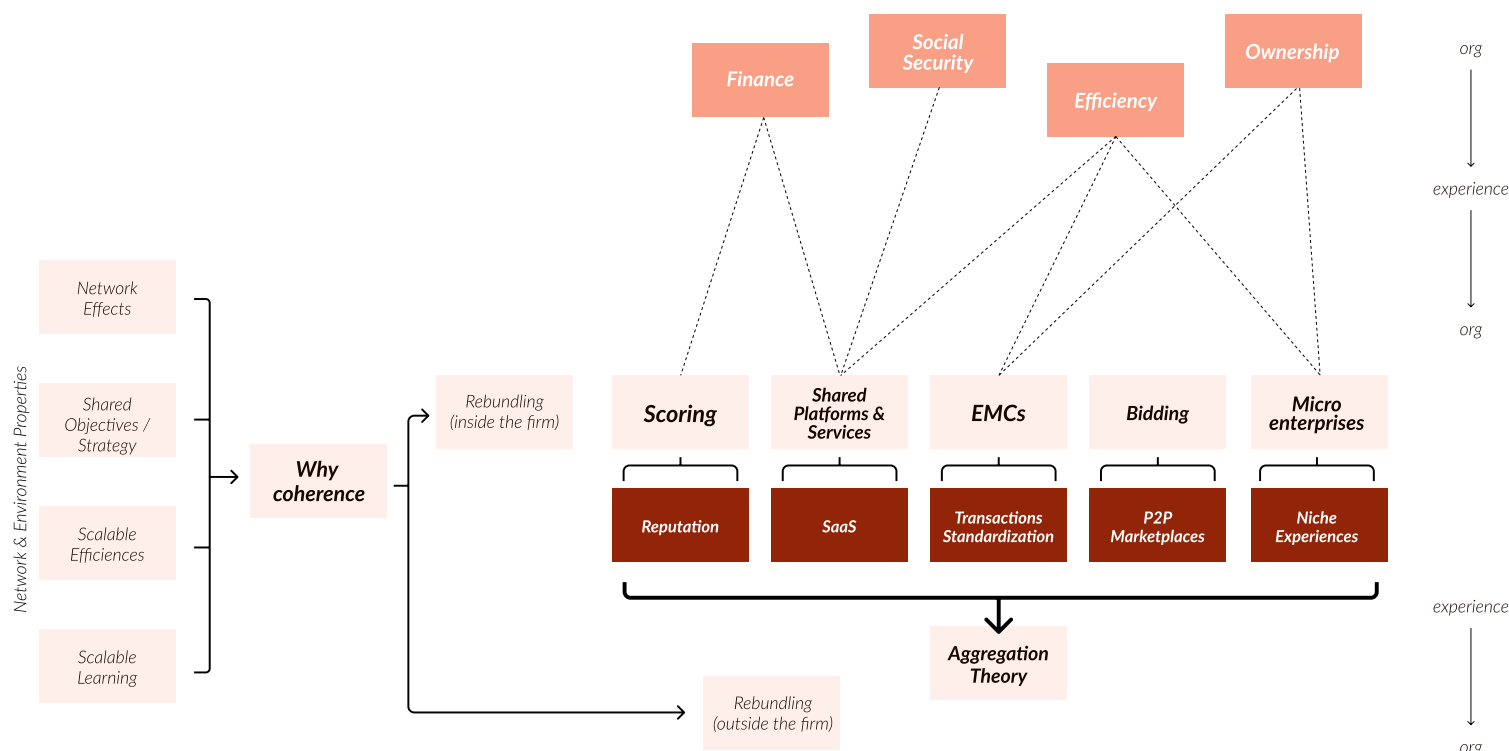 Social
Security
Finance
Efficiency
Ownership
org
experience
org
Network & Environment Properties
Network
Effects
Shared
Objectives /
Strategy
Scalable
Efficiences
Scalable
Learning
Why
coherence
Rebundling
(inside the firm)
Scoring
Shared
Platforms &
Services
EMCs
Bidding
Micro
enterprises
Reputation
SaaS
Transactions
Standardization
P2P
Marketplaces
Niche
Experiences
Aggregation
Theory
Rebundling
(outside the firm)
experience
org